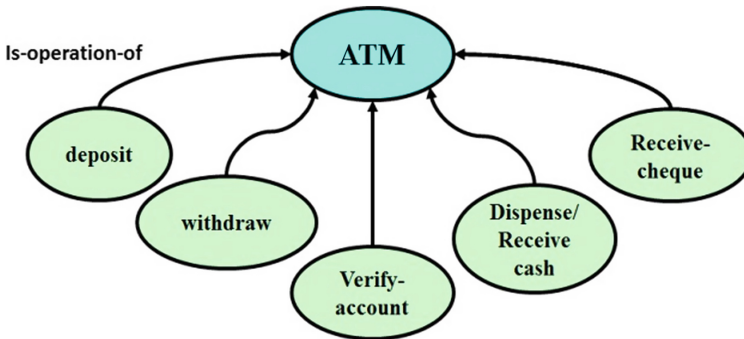 ATM
Is-operation-of
deposit
withdraw
Verify-
account
Dispense/
Receive
cash
Receive-
cheque